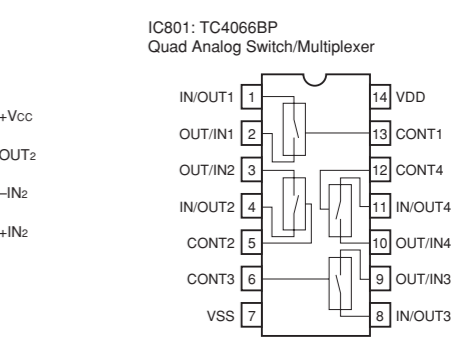 IC801: TC4066BP
Quad Analog Switch/Multiplexer
+VCC
OUT2
–IN2
+IN2
IN/OUT1 1 14 VDD
OUT/IN1 2 13 CONT1
OUT/IN2 3 12 CONT4
IN/OUT2 4 11 IN/OUT4
CONT2 5 10 OUT/IN4
CONT3 6 9 OUT/IN3
VSS 7 8 IN/OUT3